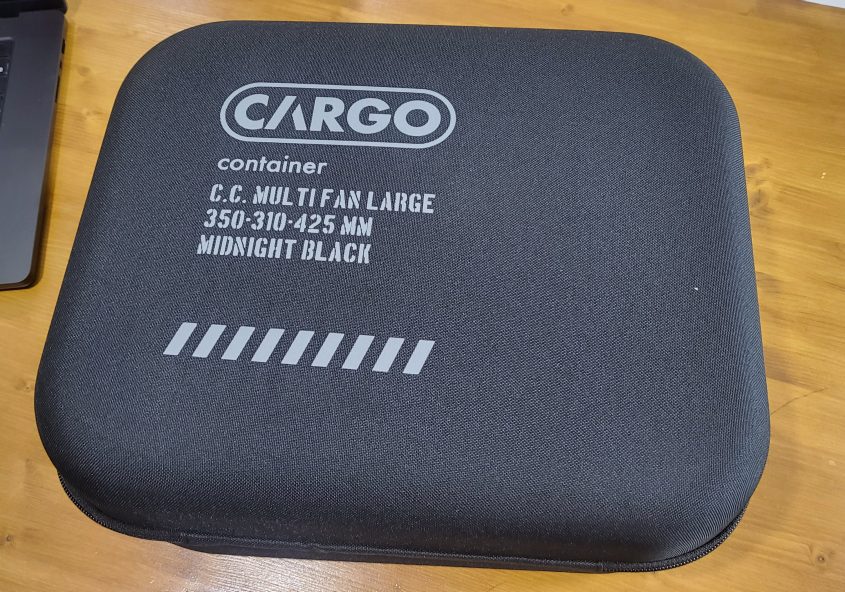 CARGO
container
C.C. MULTI FAN LARGE
350-310-425 MM
MIDNIGHT BLACK